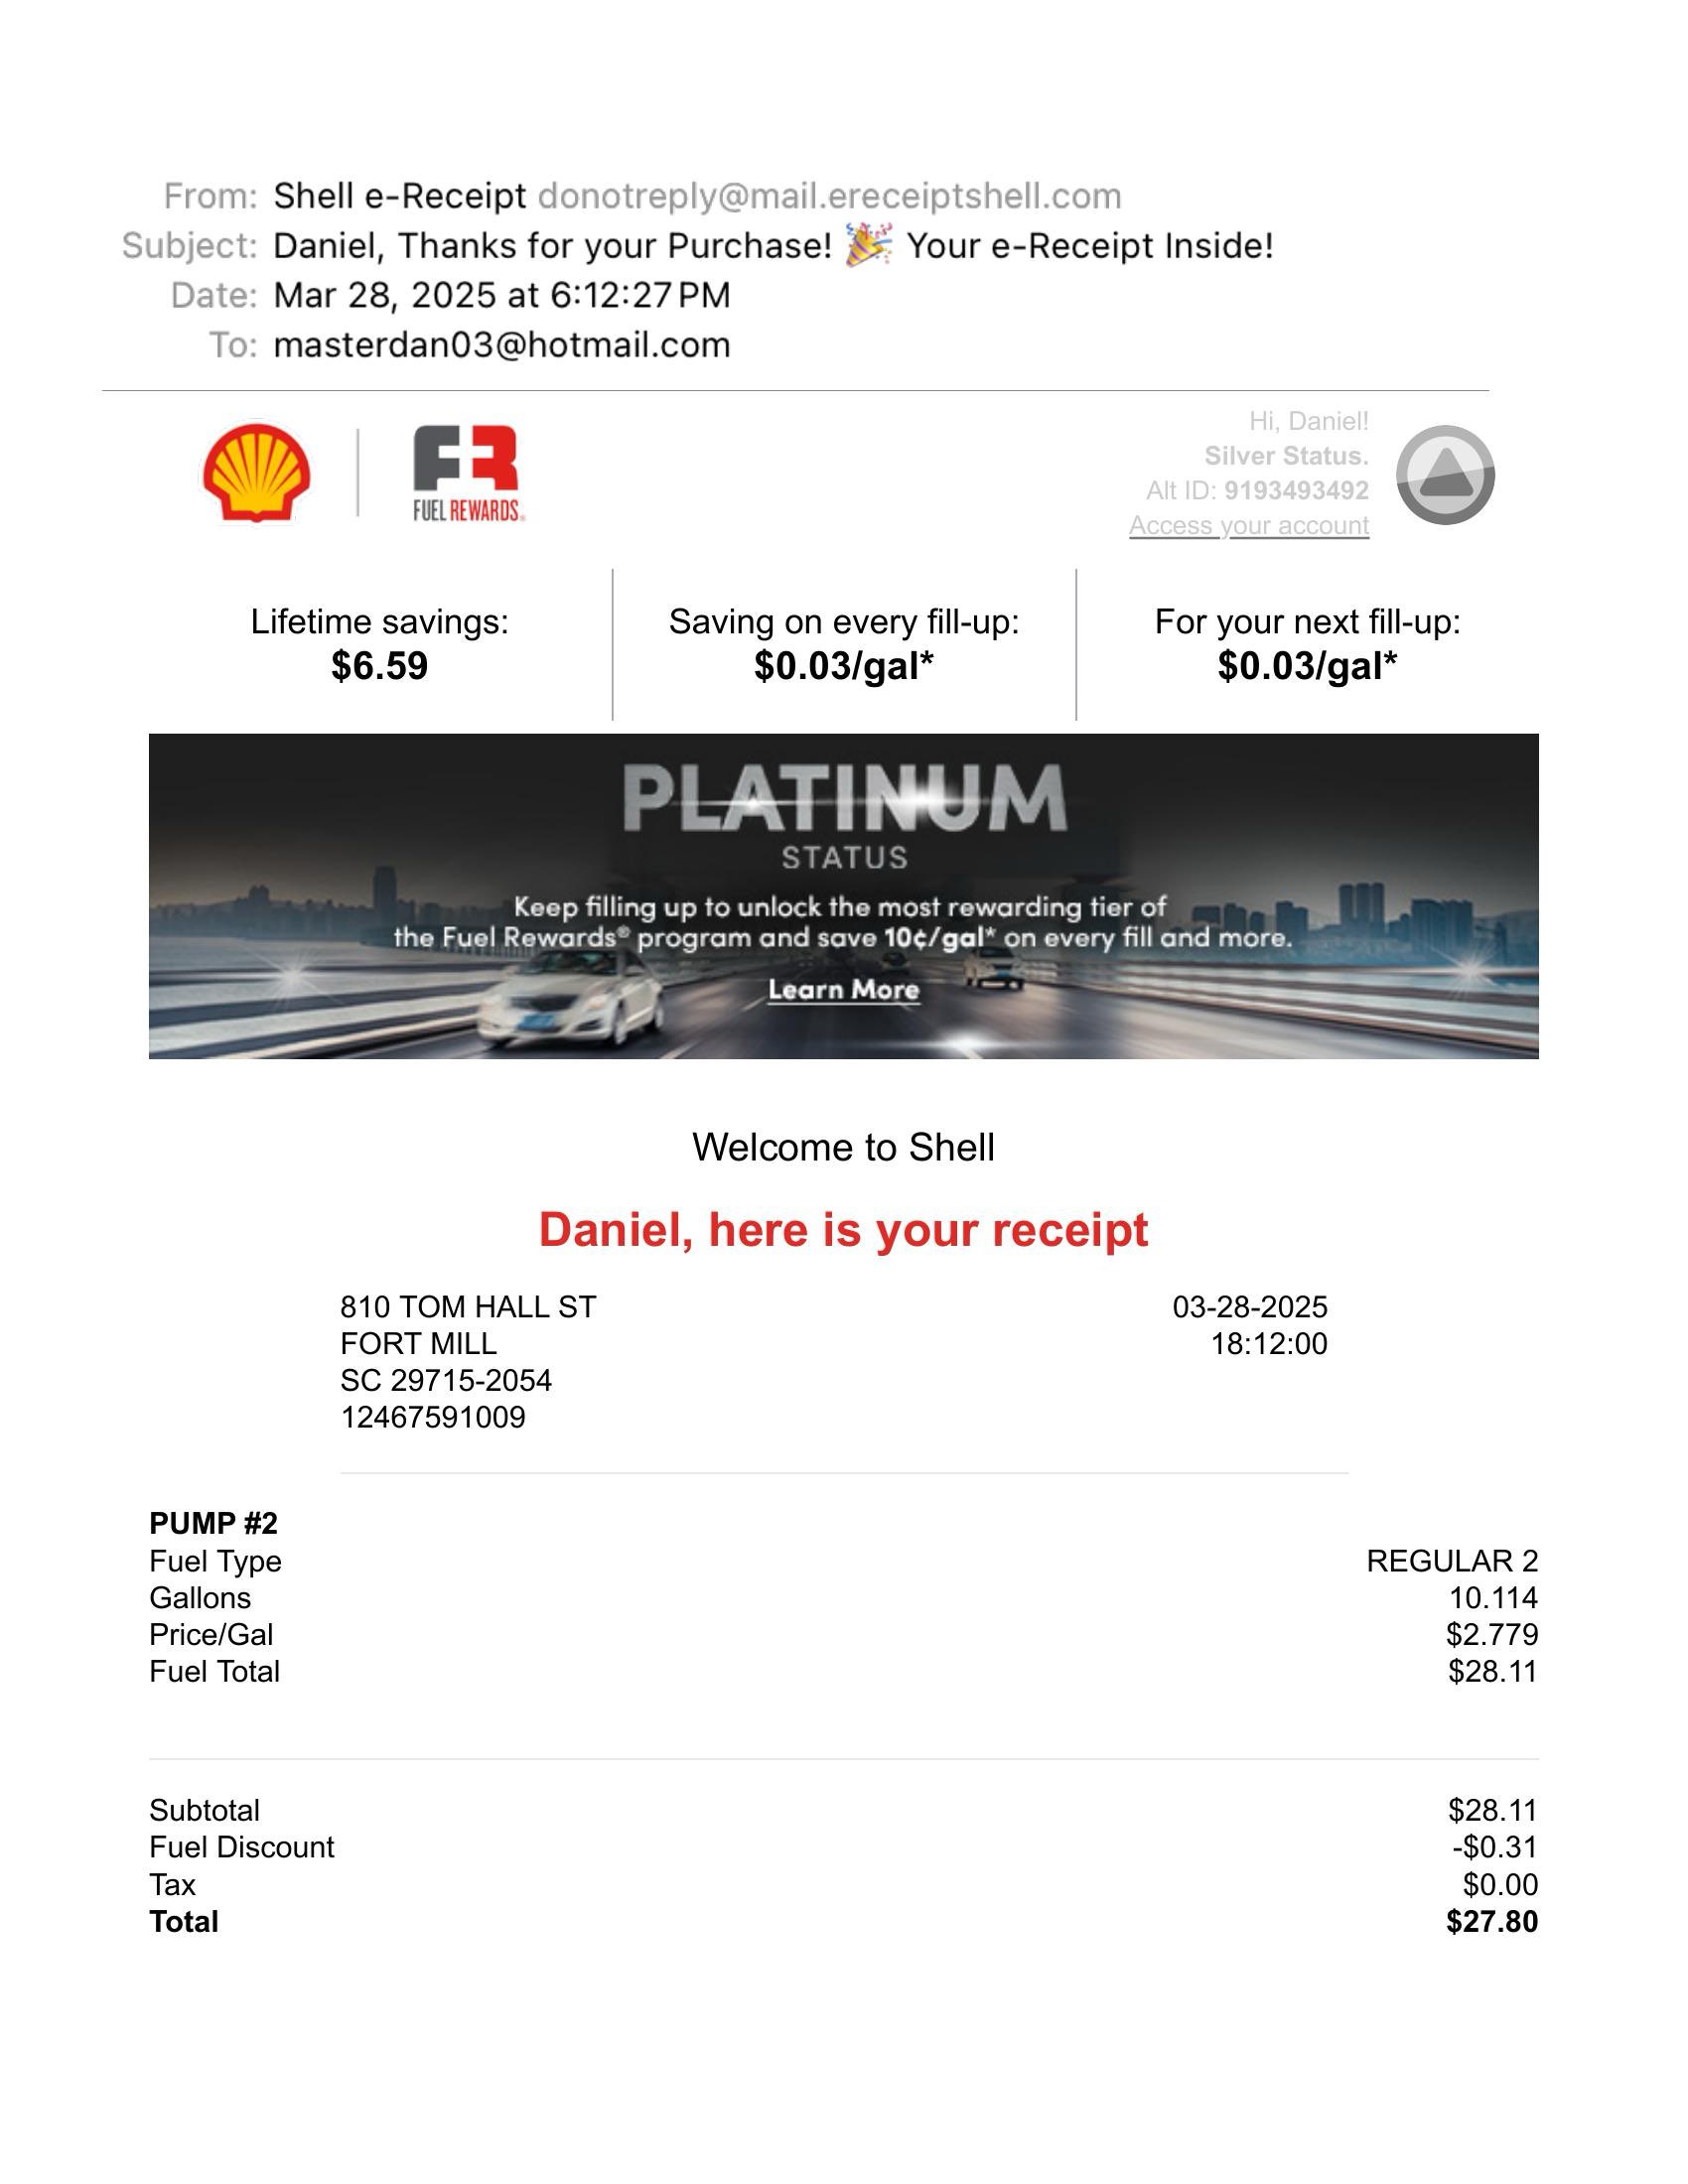 From: Shell e-Receipt donotreply@mail.ereceiptshell.com
Subject: Daniel, Thanks for your Purchase! 🎉 Your e-Receipt Inside!
Date: Mar 28, 2025 at 6:12:27 PM
To: masterdan03@hotmail.com
FUEL REWARDS®
Hi, Daniel!
Silver Status.
Alt ID: 9193493492
Access your account
Lifetime savings:
$6.59
Saving on every fill-up:
$0.03/gal*
For your next fill-up:
$0.03/gal*
PLATINUM
STATUS
Keep filling up to unlock the most rewarding tier of
the Fuel Rewards® program and save 10¢/gal* on every fill and more.
Learn More
Welcome to Shell
Daniel, here is your receipt
810 TOM HALL ST
FORT MILL
SC 29715-2054
12467591009
03-28-2025
18:12:00
PUMP #2
Fuel Type REGULAR 2
Gallons 10.114
Price/Gal $2.779
Fuel Total $28.11
Subtotal $28.11
Fuel Discount -$0.31
Tax $0.00
Total $27.80